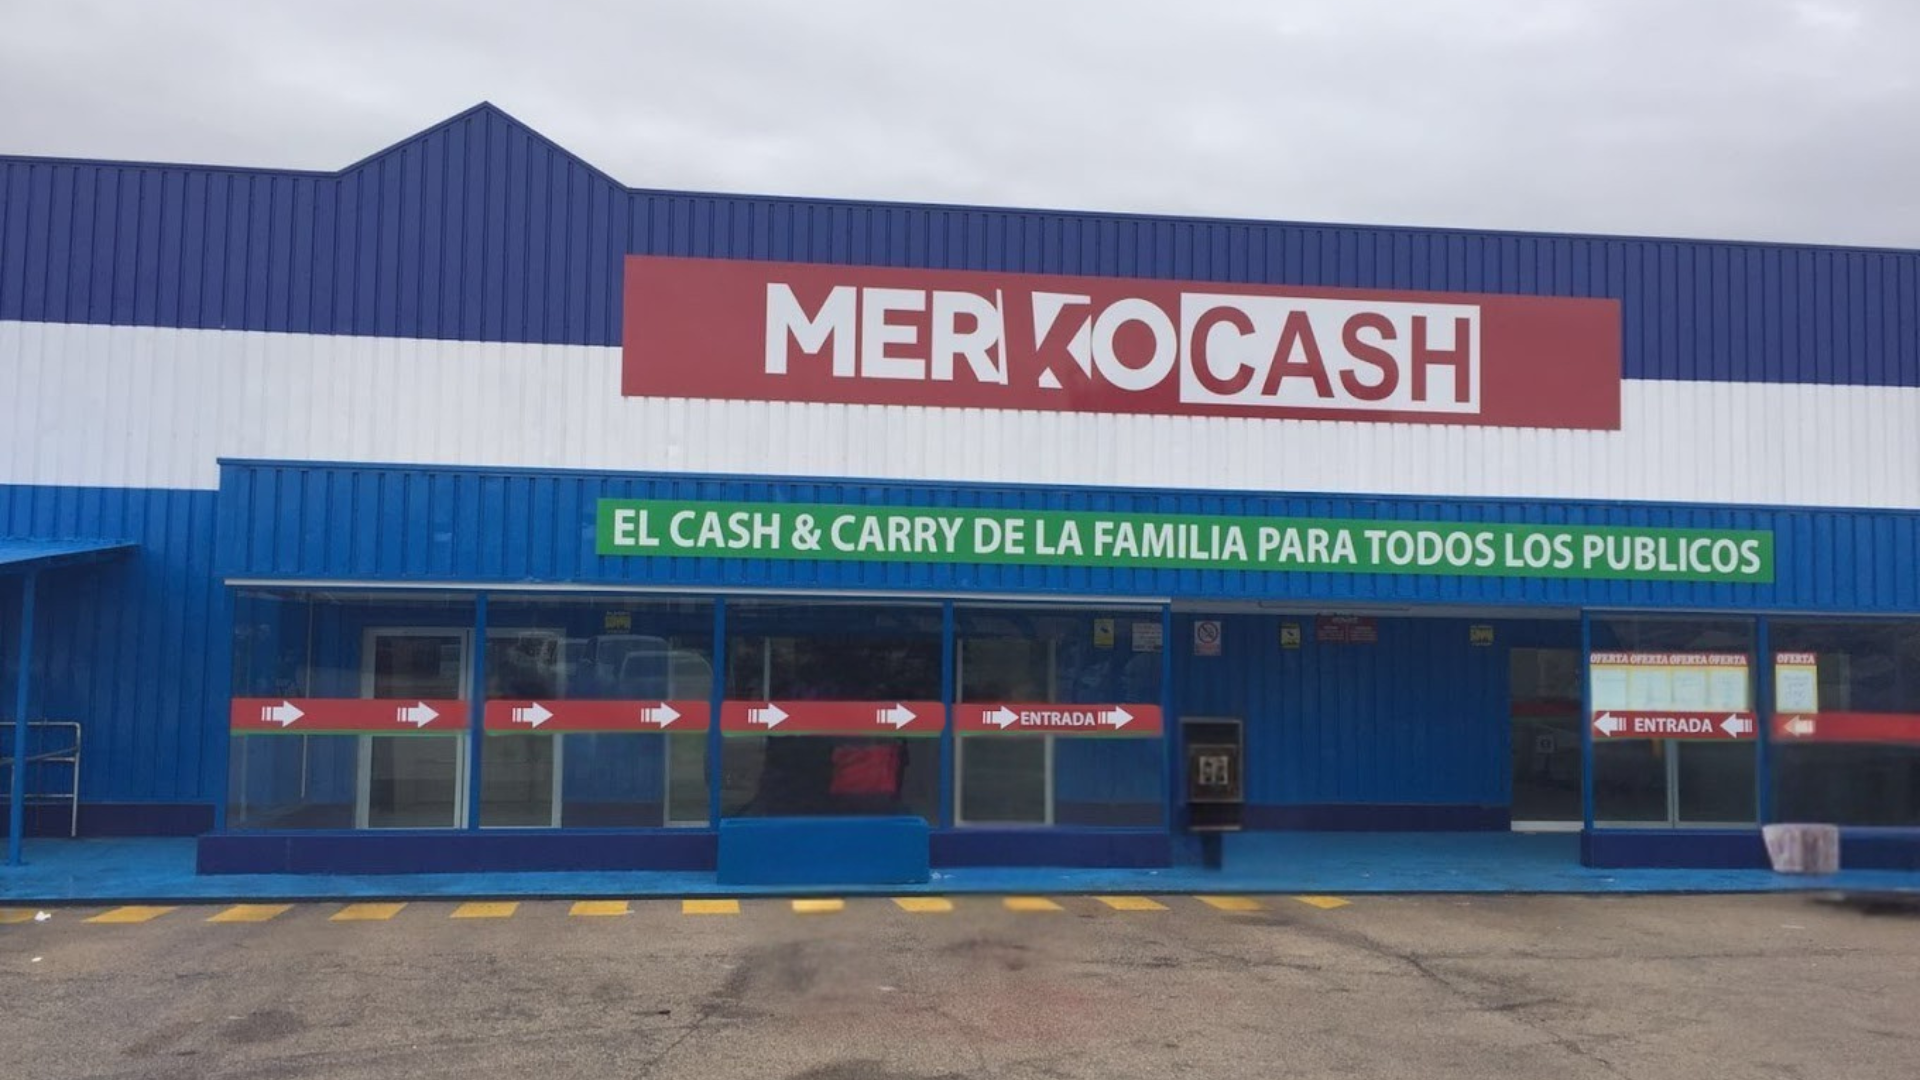 MERKOCASH
EL CASH & CARRY DE LA FAMILIA PARA TODOS LOS PUBLICOS
OFERTA OFERTA OFERTA OFERTA
OFERTA
ENTRADA
ENTRADA